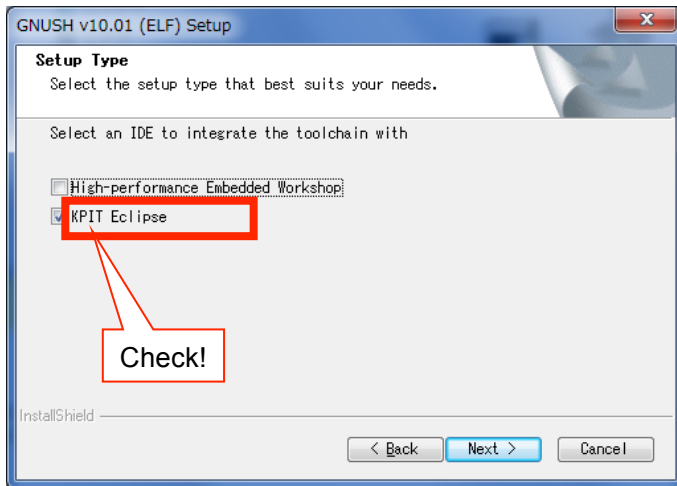 GNUSH v10.01 (ELF) Setup
Setup Type
Select the setup type that best suits your needs.
Select an IDE to integrate the toolchain with
High-performance Embedded Workshop
KPIT Eclipse
Check!
InstallShield
< Back
Next >
Cancel